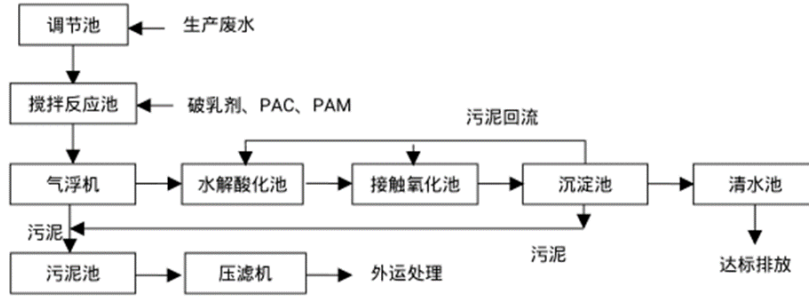 调节池
生产废水
搅拌反应池
破乳剂、PAC、PAM
污泥回流
气浮机
水解酸化池
接触氧化池
沉淀池
清水池
污泥
污泥
达标排放
污泥池
压滤机
外运处理